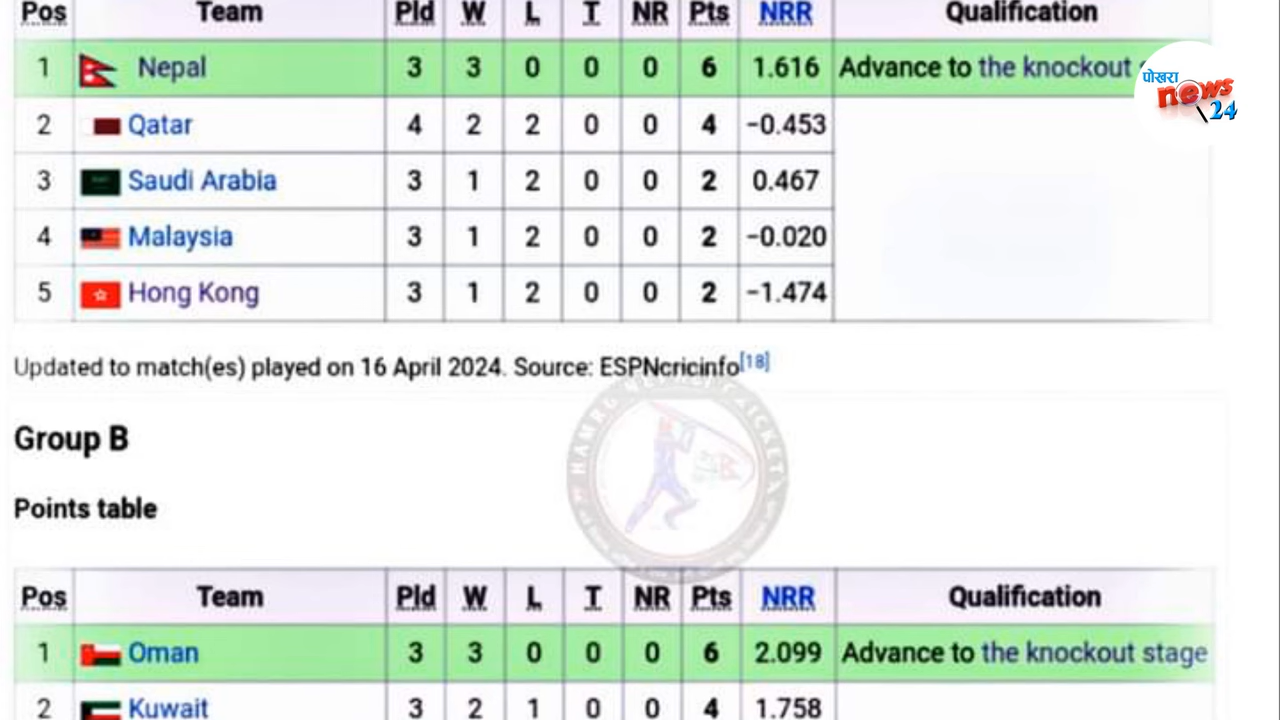 Pos Team Pld W L T NR Pts NRR Qualification
1 Nepal 3 3 0 0 0 6 1.616 Advance to the knockout
पोखरा
news
24
2 Qatar 4 2 2 0 0 4 −0.453
3 Saudi Arabia 3 1 2 0 0 2 0.467
4 Malaysia 3 1 2 0 0 2 −0.020
5 Hong Kong 3 1 2 0 0 2 −1.474
Updated to match(es) played on 16 April 2024. Source: ESPNcricinfo[18]
Group B
Points table
Pos Team Pld W L T NR Pts NRR Qualification
1 Oman 3 3 0 0 0 6 2.099 Advance to the knockout stage
2 Kuwait 3 2 1 0 0 4 1.758